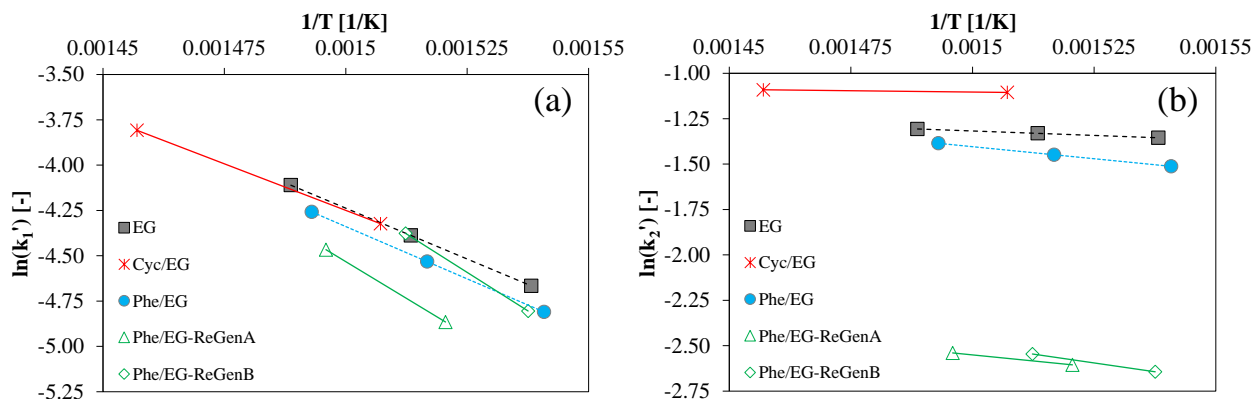 1/T [1/K]
0.00145 0.001475 0.0015 0.001525 0.00155
-3.50
-3.75
-4.00
-4.25
-4.50
-4.75
-5.00
-5.25
ln(k₁') [-]
(a)
EG
Cyc/EG
Phe/EG
Phe/EG-ReGenA
Phe/EG-ReGenB
1/T [1/K]
0.00145 0.001475 0.0015 0.001525 0.00155
-1.00
-1.25
-1.50
-1.75
-2.00
-2.25
-2.50
-2.75
ln(k₂') [-]
(b)
EG
Cyc/EG
Phe/EG
Phe/EG-ReGenA
Phe/EG-ReGenB